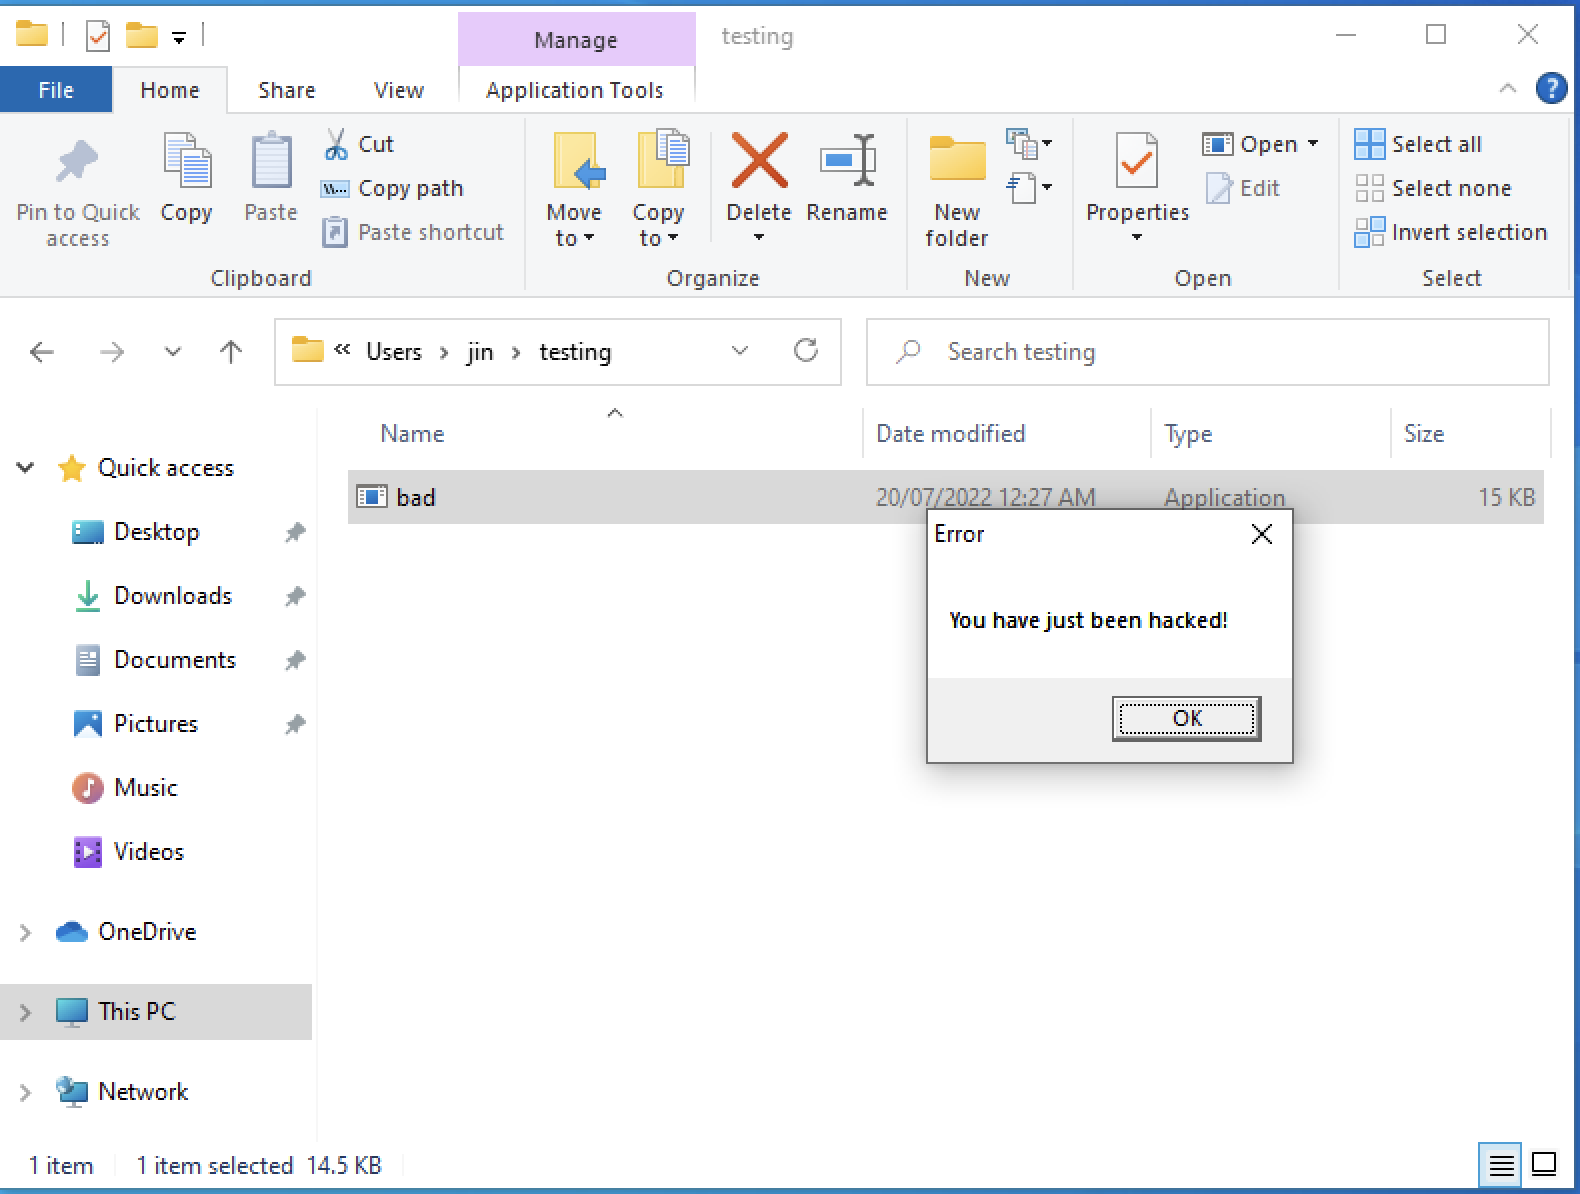 Manage
testing
File
Home
Share
View
Application Tools
Pin to Quick access
Copy
Paste
Cut
Copy path
Paste shortcut
Move to
Copy to
Delete
Rename
New folder
Properties
Open
Edit
Select all
Select none
Invert selection
Clipboard
Organize
New
Open
Select
« Users › jin › testing
Search testing
Name
Date modified
Type
Size
bad
20/07/2022 12:27 AM
Application
15 KB
Error
You have just been hacked!
OK
Quick access
Desktop
Downloads
Documents
Pictures
Music
Videos
OneDrive
This PC
Network
1 item
1 item selected 14.5 KB